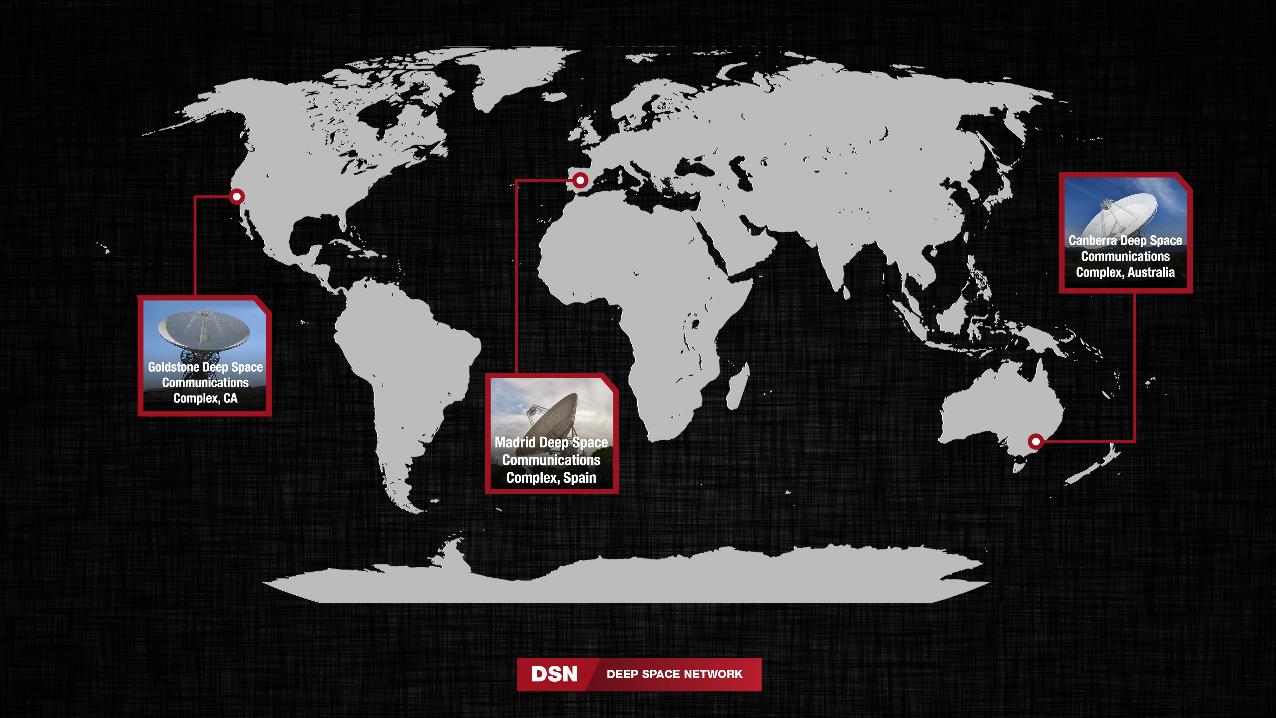 Canberra Deep Space
Communications
Complex, Australia
Goldstone Deep Space
Communications
Complex, CA
Madrid Deep Space
Communications
Complex, Spain
DSN DEEP SPACE NETWORK